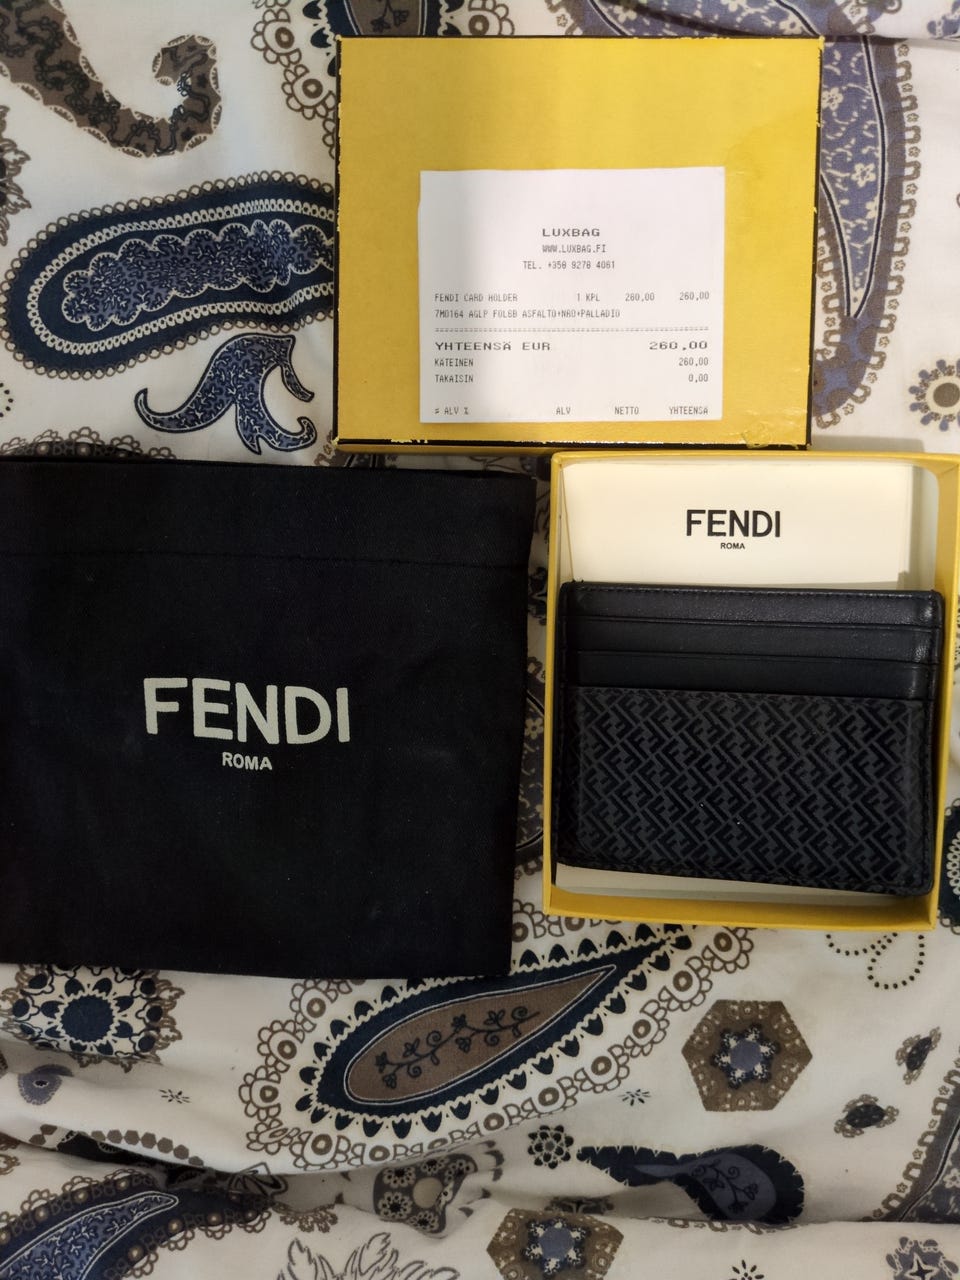 LUXBAG
WWW.LUXBAG.FI
TEL. +358 9278 4061
FENDI CARD HOLDER 1 KPL 260,00 260,00
7M0164 AGLP F0L6B ASFALTO+NRO+PALLADIO
YHTEENSÄ EUR 260,00
KÄTEINEN 260,00
TAKAISIN 0,00
# ALV % ALV NETTO YHTEENSÄ
FENDI
ROMA
FENDI
ROMA